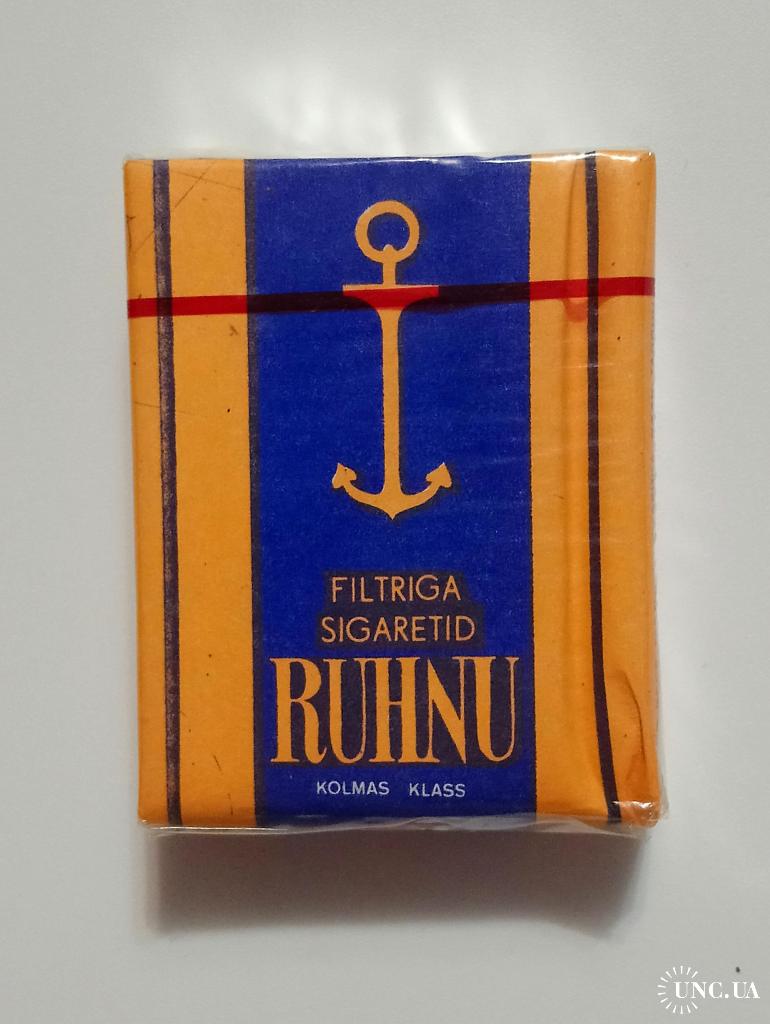 FILTRIGA
SIGARETID
RUHNU
KOLMAS KLASS
UNC.UA